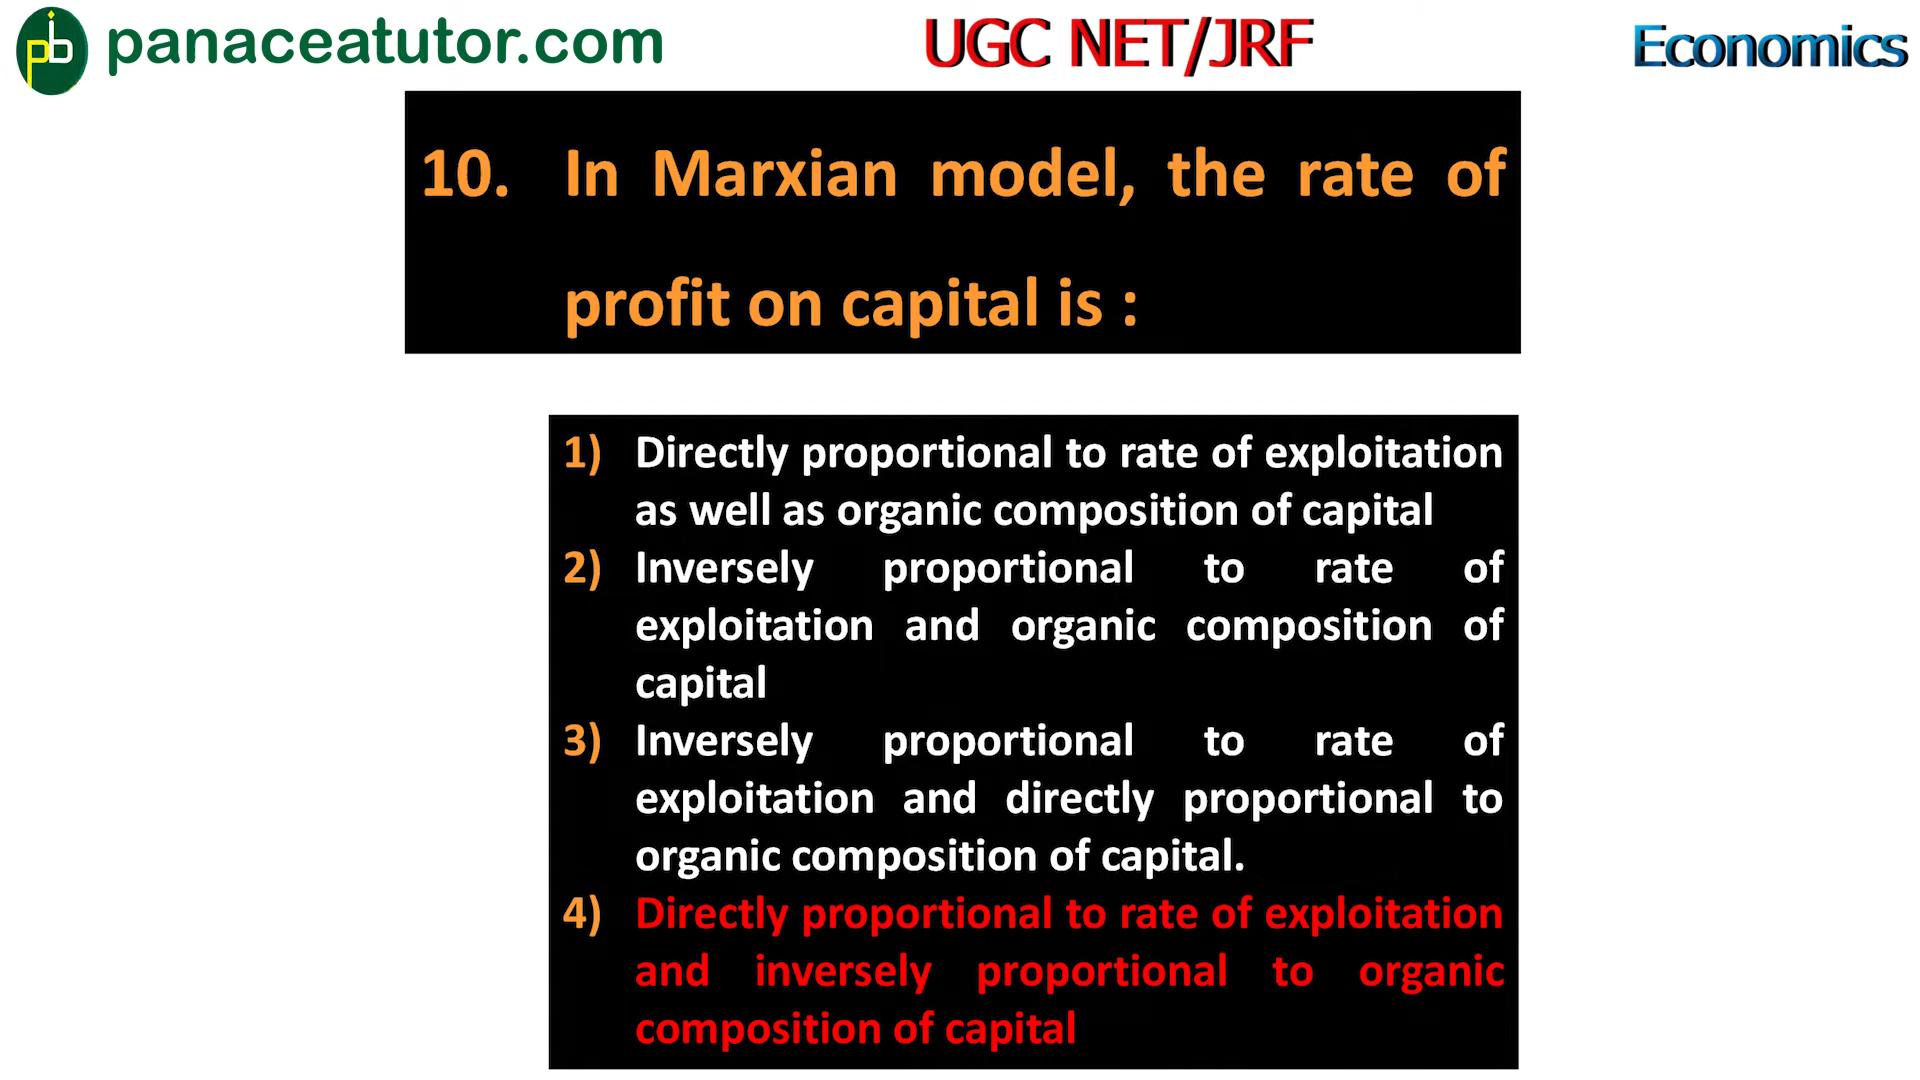 pb panaceatutor.com UGC NET/JRF Economics
10. In Marxian model, the rate of
profit on capital is :
1) Directly proportional to rate of exploitation
as well as organic composition of capital
2) Inversely proportional to rate of
exploitation and organic composition of
capital
3) Inversely proportional to rate of
exploitation and directly proportional to
organic composition of capital.
4) Directly proportional to rate of exploitation
and inversely proportional to organic
composition of capital